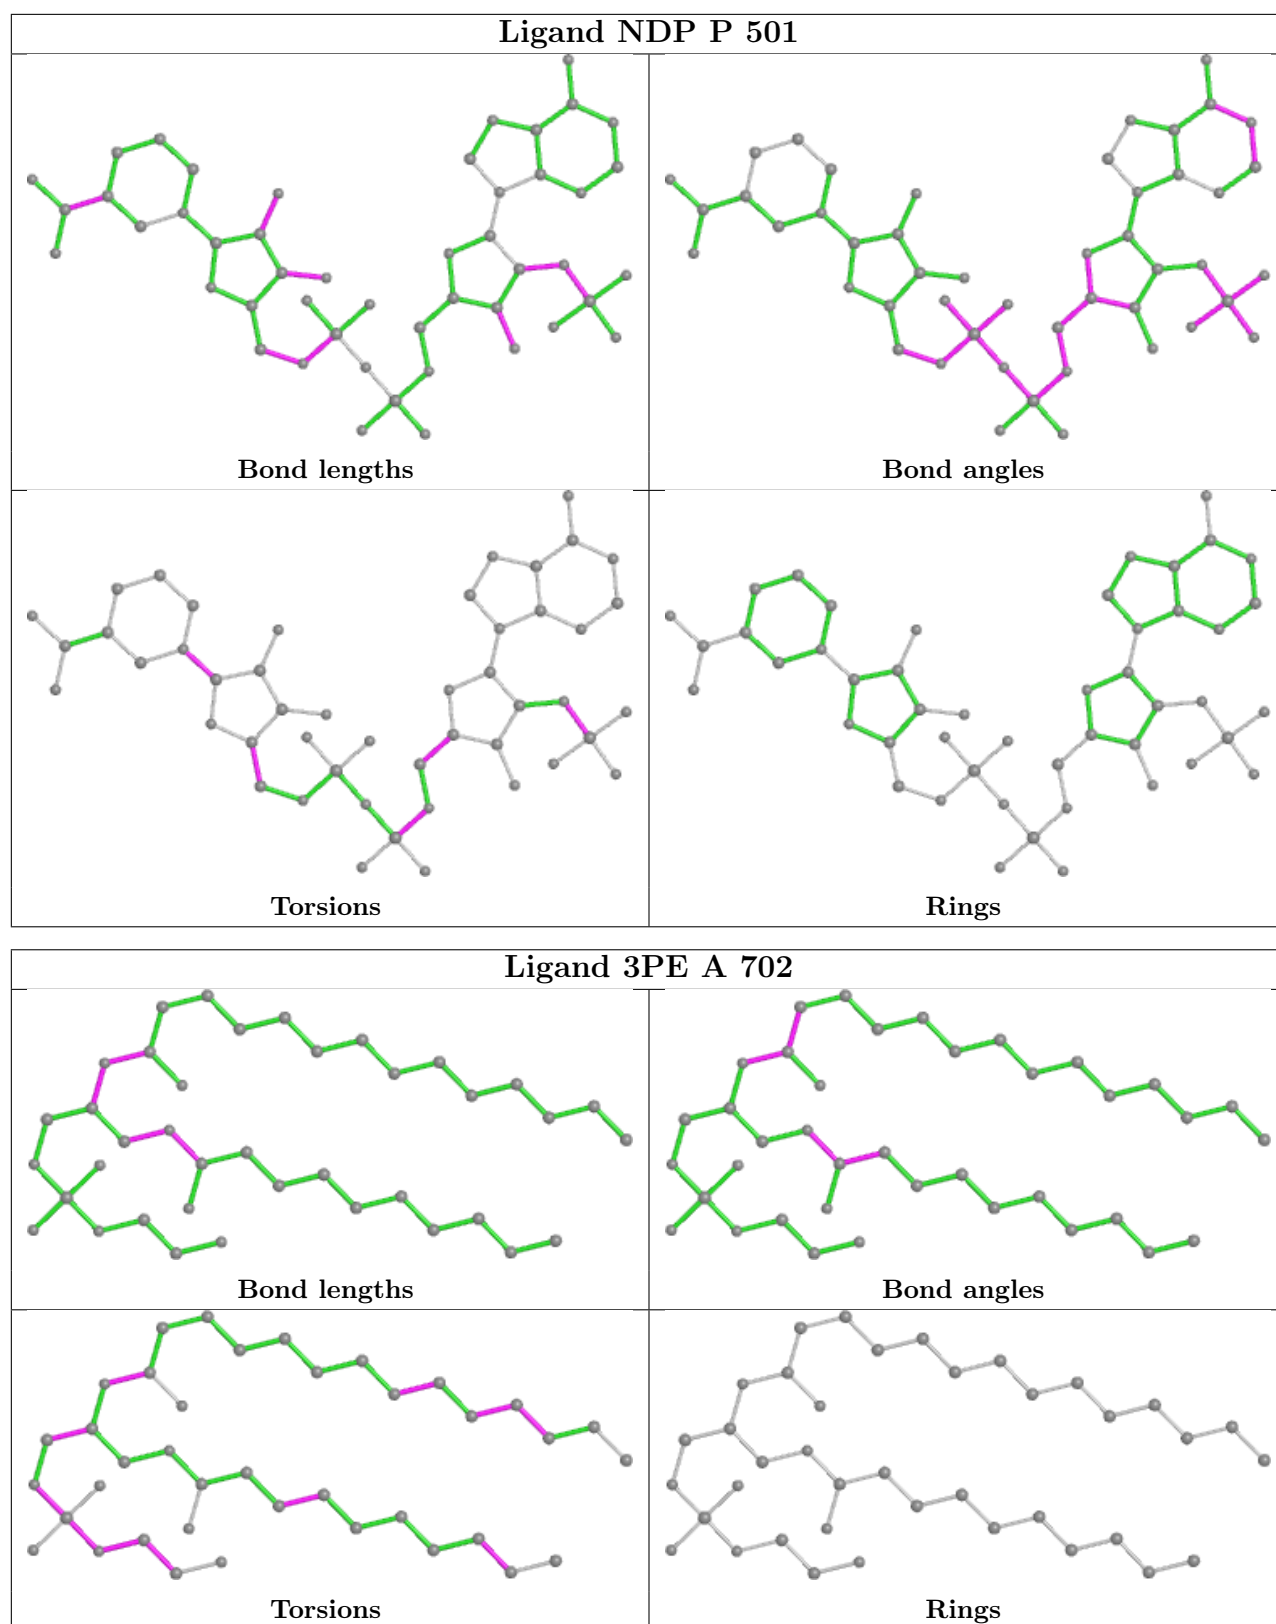 Ligand NDP P 501
Bond lengths
Bond angles
Torsions
Rings
Ligand 3PE A 702
Bond lengths
Bond angles
Torsions
Rings